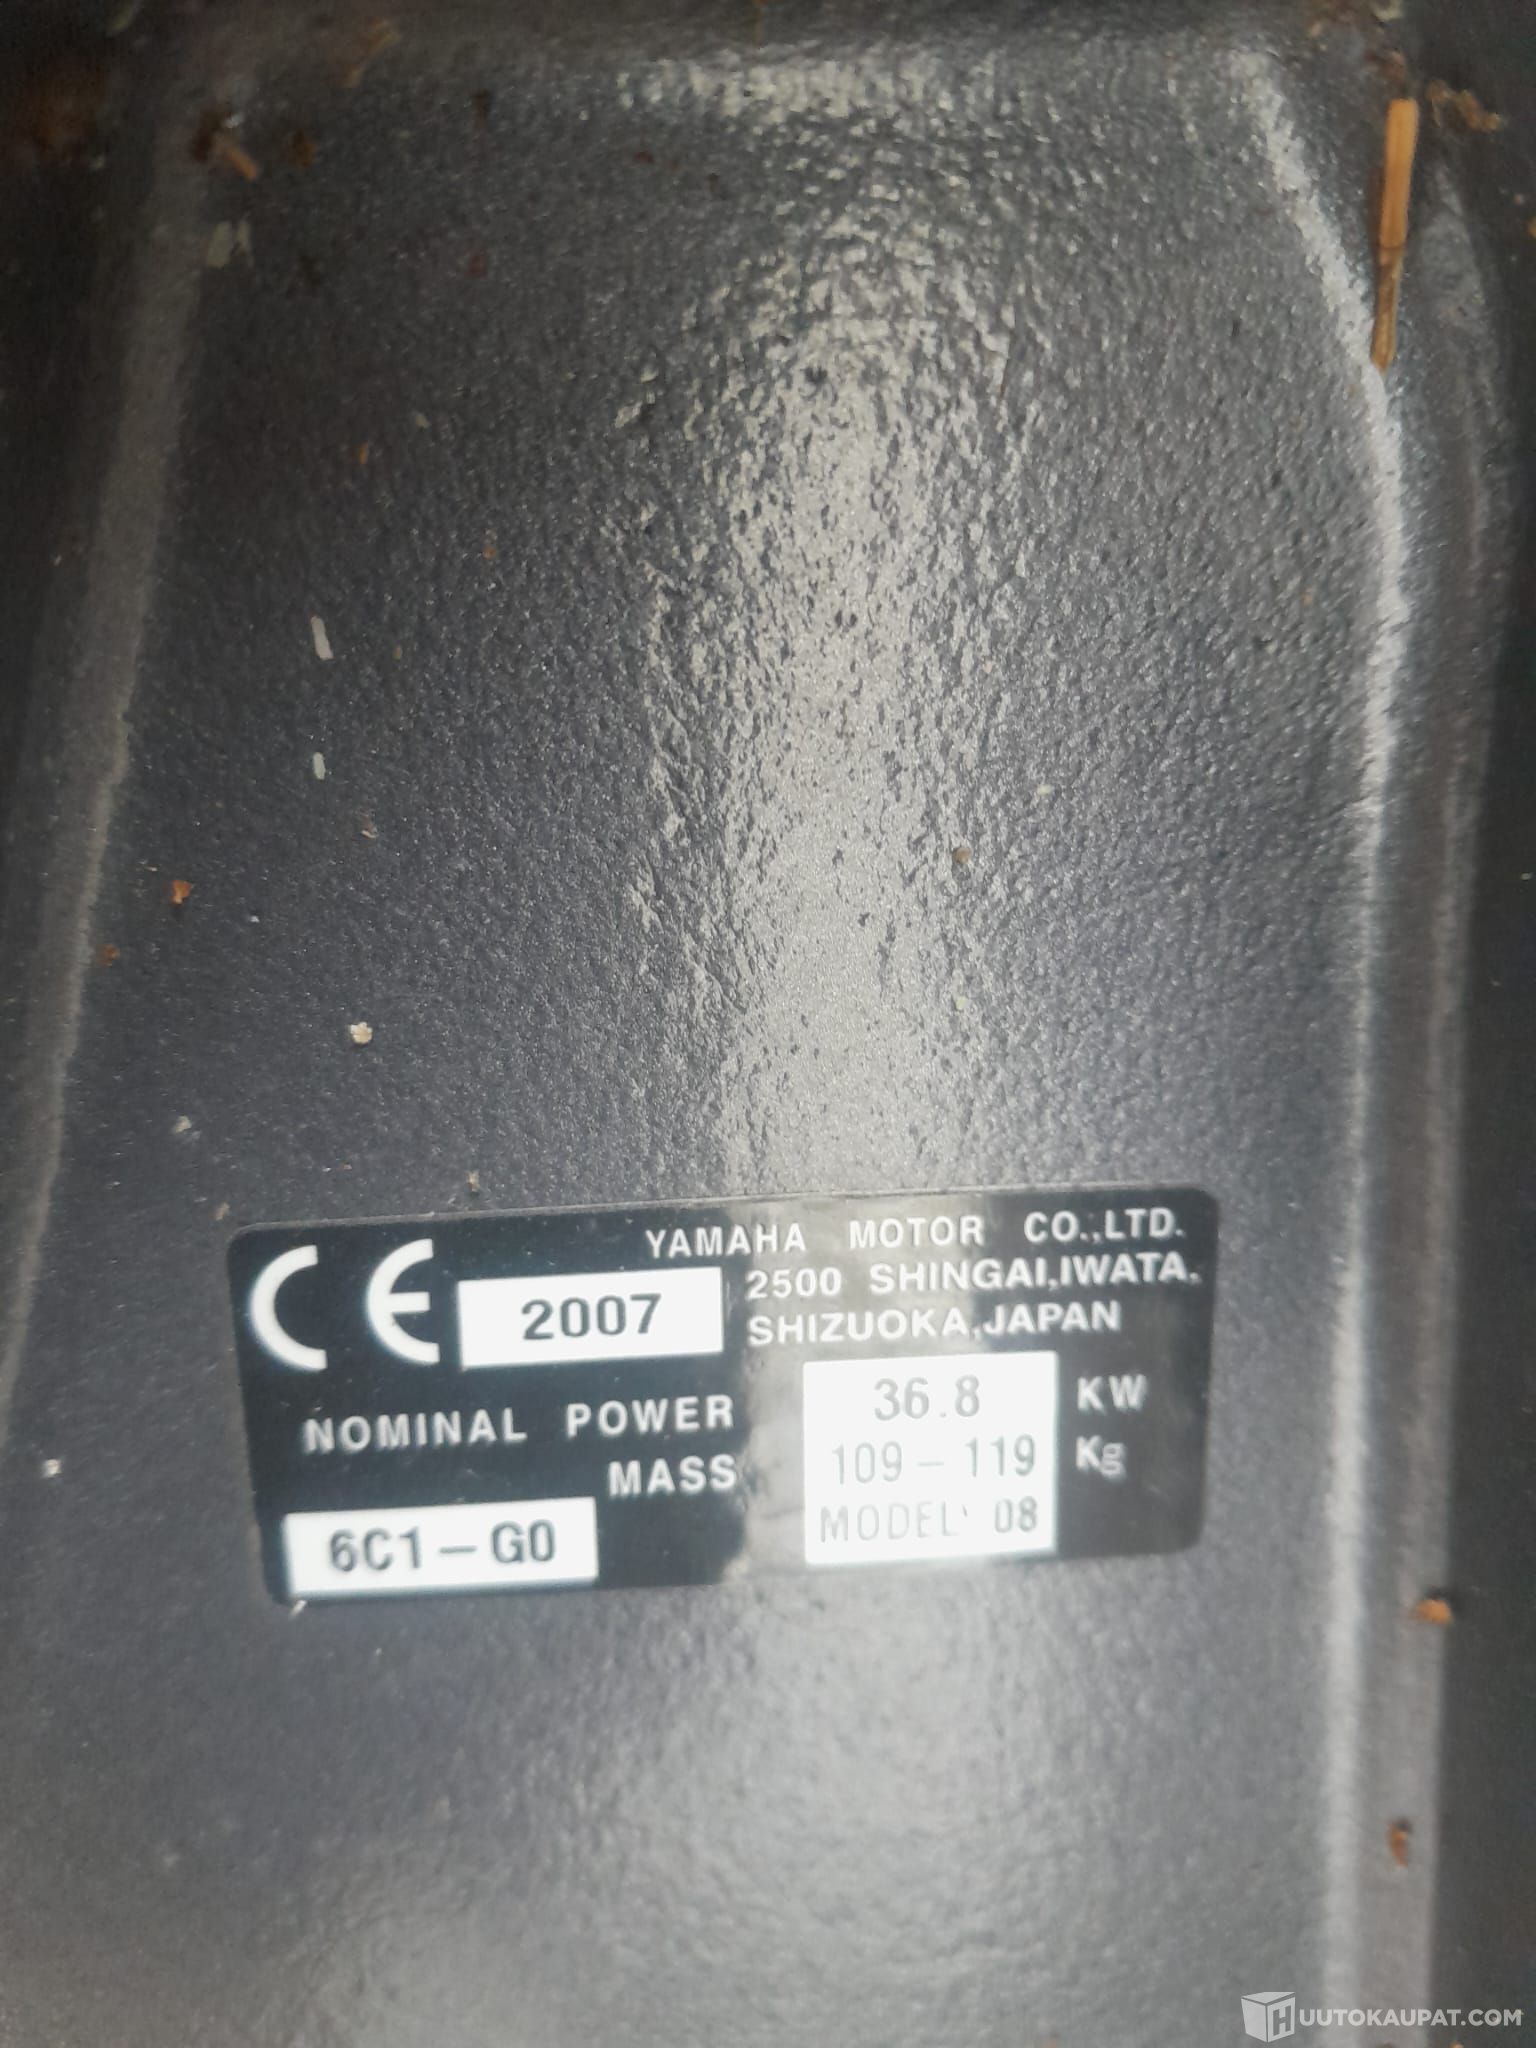 YAMAHA MOTOR CO.,LTD.
CE 2007 2500 SHINGAI,IWATA,
SHIZUOKA,JAPAN
NOMINAL POWER 36.8 KW
MASS 109-119 Kg
6C1-G0 MODEL' 08
HUUTOKAUPAT.COM